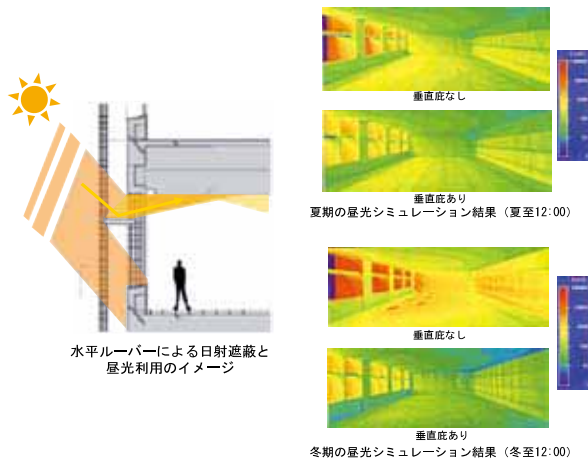 垂直庇なし
垂直庇あり
夏期の昼光シミュレーション結果（夏至12:00）
水平ルーバーによる日射遮蔽と
昼光利用のイメージ
垂直庇なし
垂直庇あり
冬期の昼光シミュレーション結果（冬至12:00）